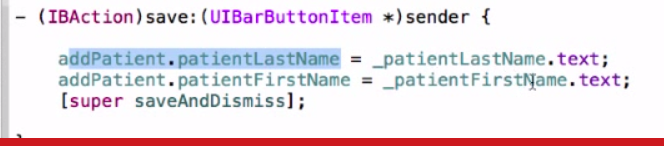 - (IBAction)save:(UIBarButtonItem *)sender {
addPatient.patientLastName = _patientLastName.text;
addPatient.patientFirstName = _patientFirstName.text;
[super saveAndDismiss];